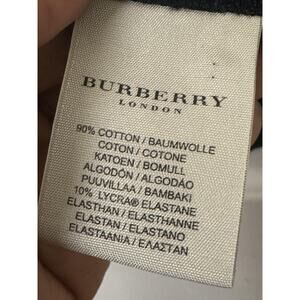 BURBERRY
LONDON
90% COTTON / BAUMWOLLE
COTON / COTONE
KATOEN / BOMULL
ALGODÓN / ALGODÃO
PUUVILLAA / BAMBAKI
10% LYCRA® ELASTANE
ELASTHAN / ELASTHANNE
ELASTAN / ELASTANO
ELASTAANIA / ΕΛΑΣΤΑΝ